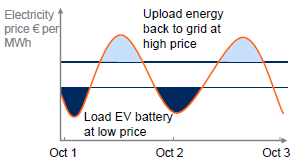 Electricity
price € per
MWh
Upload energy
back to grid at
high price
Load EV battery
at low price
Oct 1
Oct 2
Oct 3